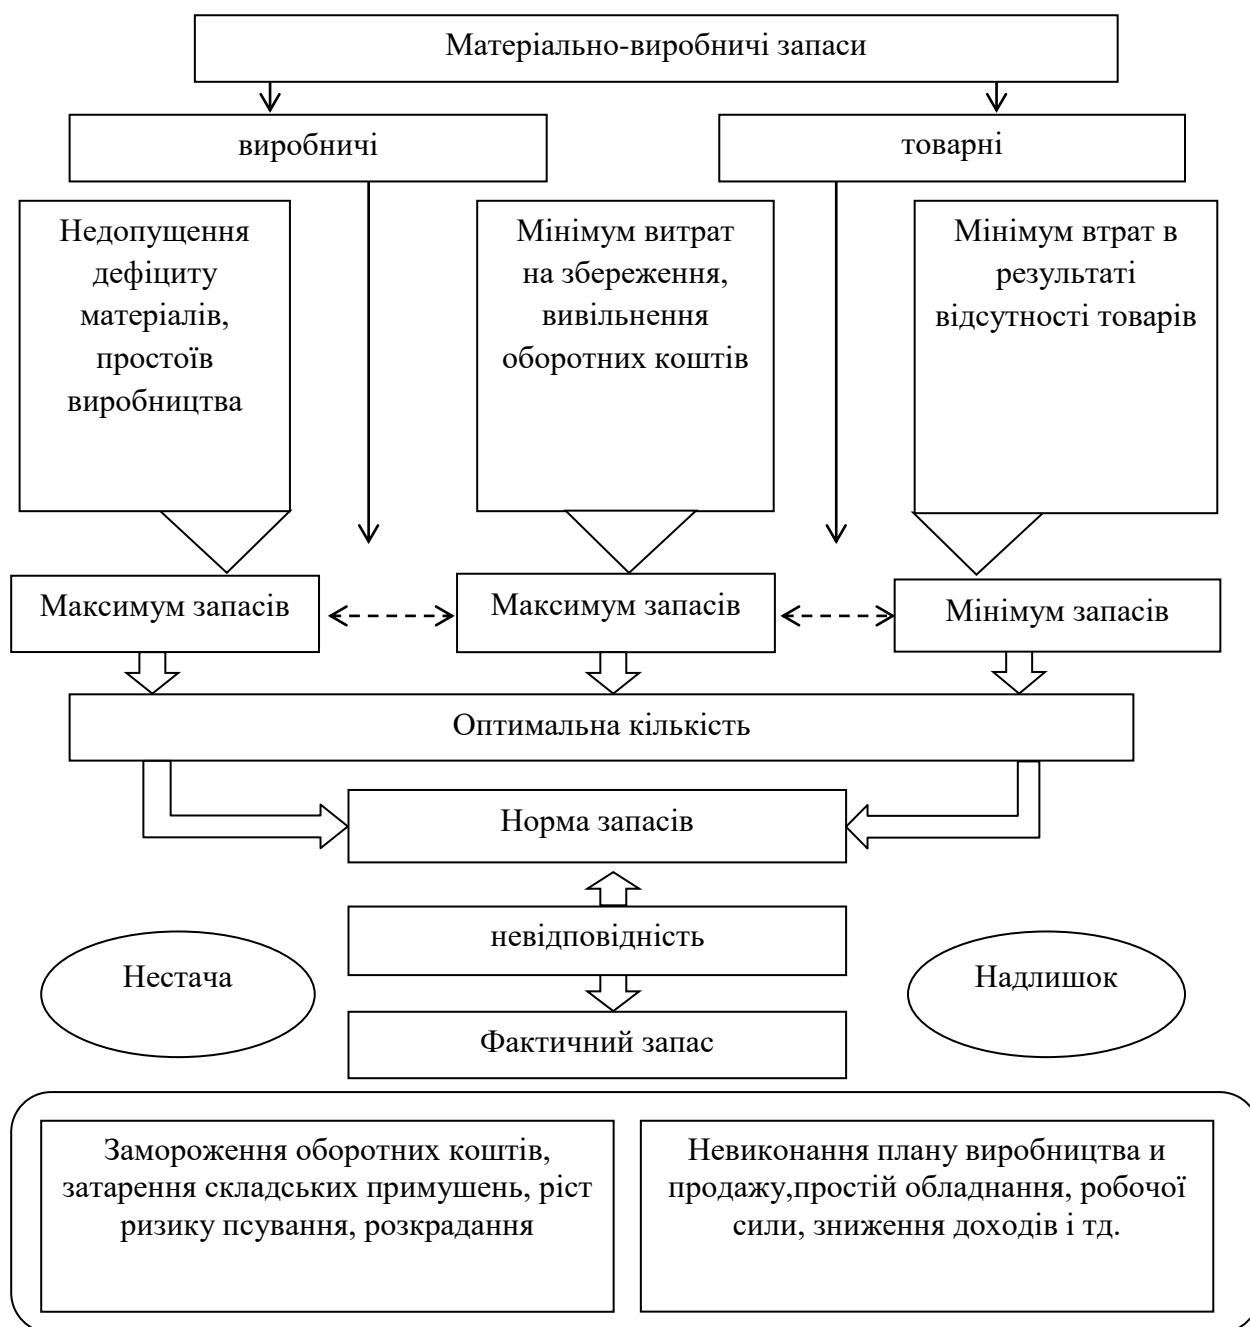 Матеріально-виробничі запаси
виробничі
товарні
Недопущення
дефіциту
матеріалів,
простоїв
виробництва
Мінімум витрат
на збереження,
вивільнення
оборотних коштів
Мінімум втрат в
результаті
відсутності товарів
Максимум запасів
Максимум запасів
Мінімум запасів
Оптимальна кількість
Норма запасів
невідповідність
Нестача
Надлишок
Фактичний запас
Замороження оборотних коштів,
затарення складських примушень, ріст
ризику псування, розкрадання
Невиконання плану виробництва и
продажу,простій обладнання, робочої
сили, зниження доходів і тд.